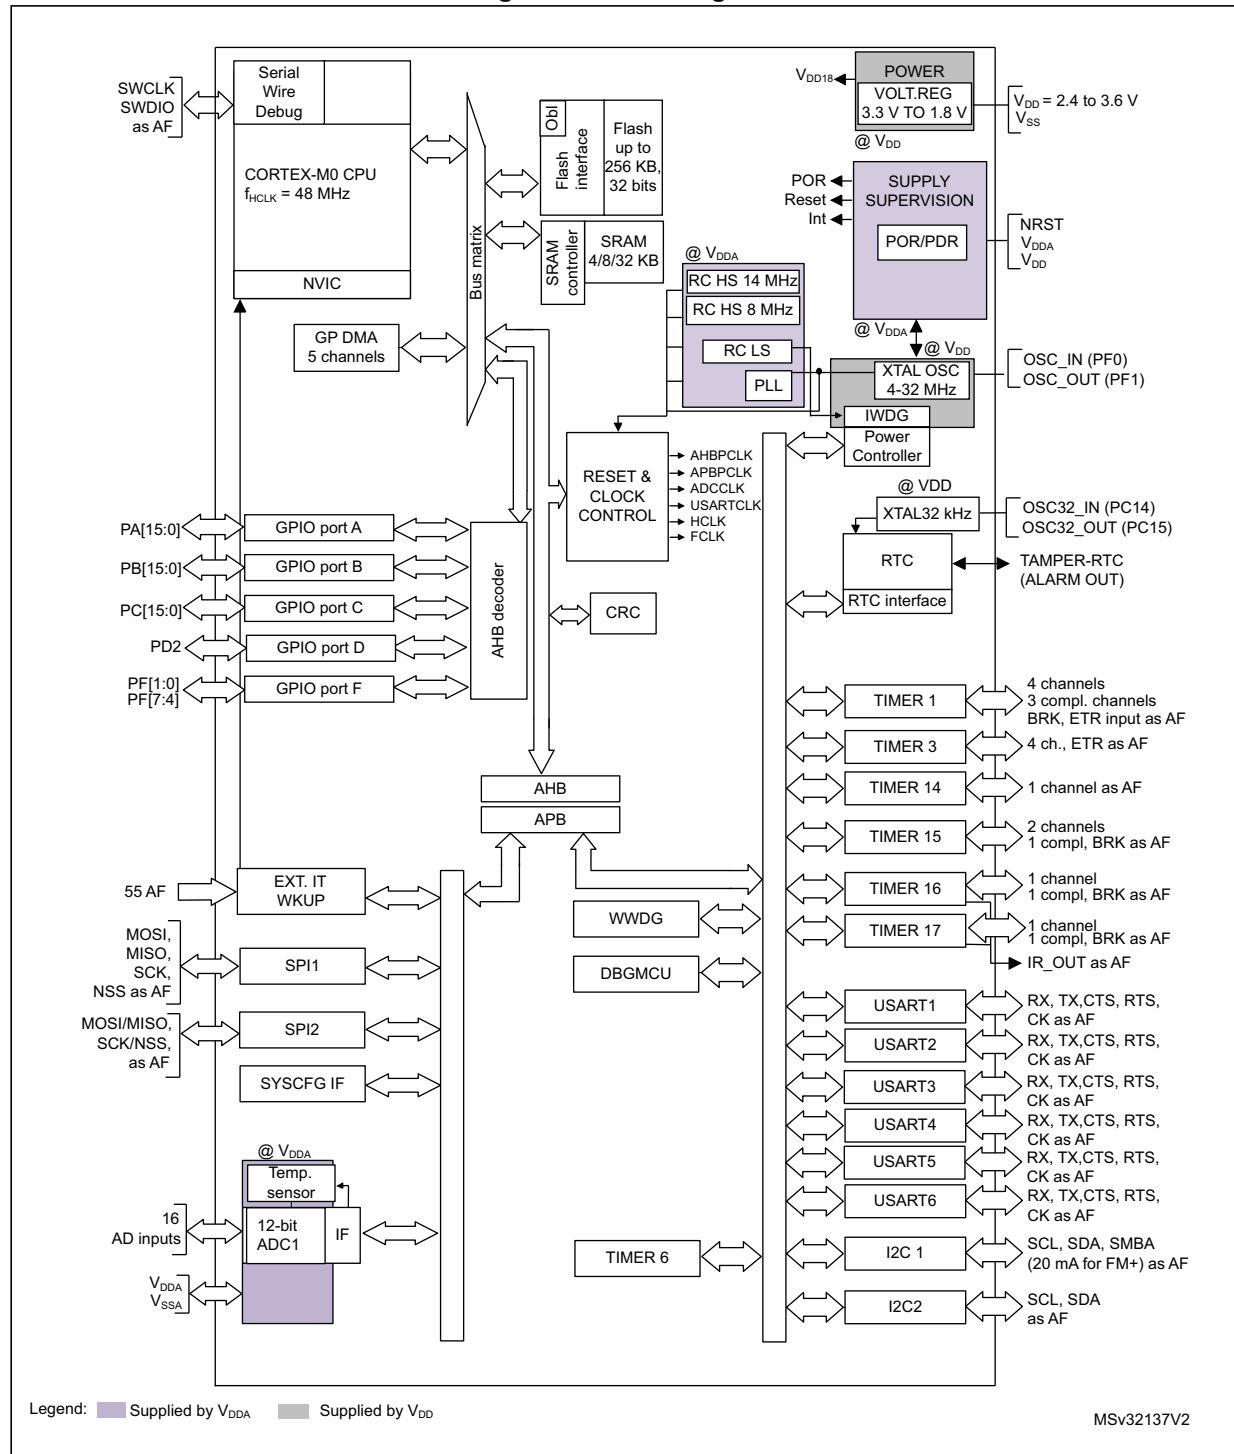 SWCLK
SWDIO
as AF
Serial
Wire
Debug
CORTEX-M0 CPU
fHCLK = 48 MHz
NVIC
GP DMA
5 channels
Bus matrix
Obl
Flash
interface
Flash
up to
256 KB,
32 bits
SRAM
controller
SRAM
4/8/32 KB
VDD18
POWER
VOLT.REG
3.3 V TO 1.8 V
@ VDD
VDD = 2.4 to 3.6 V
VSS
POR
Reset
Int
SUPPLY
SUPERVISION
POR/PDR
NRST
VDDA
VDD
@ VDDA
RC HS 14 MHz
RC HS 8 MHz
RC LS
PLL
@ VDDA
@ VDD
XTAL OSC
4-32 MHz
IWDG
Power
Controller
OSC_IN (PF0)
OSC_OUT (PF1)
RESET &
CLOCK
CONTROL
AHBPCLK
APBPCLK
ADCCLK
USARTCLK
HCLK
FCLK
@ VDD
XTAL32 kHz
OSC32_IN (PC14)
OSC32_OUT (PC15)
RTC
RTC interface
TAMPER-RTC
(ALARM OUT)
PA[15:0]
GPIO port A
PB[15:0]
GPIO port B
PC[15:0]
GPIO port C
PD2
GPIO port D
PF[1:0]
PF[7:4]
GPIO port F
AHB decoder
CRC
AHB
APB
TIMER 1
4 channels
3 compl. channels
BRK, ETR input as AF
TIMER 3
4 ch., ETR as AF
TIMER 14
1 channel as AF
TIMER 15
2 channels
1 compl, BRK as AF
TIMER 16
1 channel
1 compl, BRK as AF
TIMER 17
1 channel
1 compl, BRK as AF
IR_OUT as AF
55 AF
EXT. IT
WKUP
WWDG
DBGMCU
MOSI,
MISO,
SCK,
NSS as AF
SPI1
MOSI/MISO,
SCK/NSS,
as AF
SPI2
SYSCFG IF
USART1
RX, TX,CTS, RTS,
CK as AF
USART2
RX, TX,CTS, RTS,
CK as AF
USART3
RX, TX,CTS, RTS,
CK as AF
USART4
RX, TX,CTS, RTS,
CK as AF
USART5
RX, TX,CTS, RTS,
CK as AF
USART6
RX, TX,CTS, RTS,
CK as AF
@ VDDA
Temp.
sensor
16
AD inputs
12-bit
ADC1
IF
VDDA
VSSA
TIMER 6
I2C 1
SCL, SDA, SMBA
(20 mA for FM+) as AF
I2C2
SCL, SDA
as AF
Legend:
Supplied by VDDA
Supplied by VDD
MSv32137V2